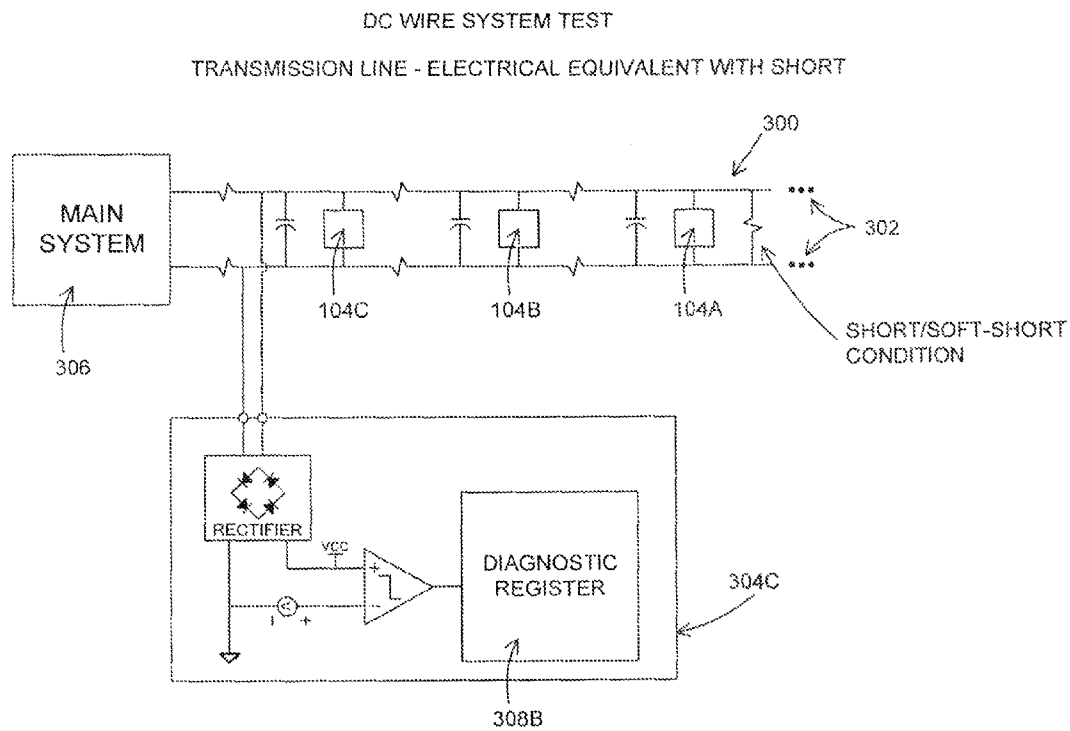 DC WIRE SYSTEM TEST
TRANSMISSION LINE - ELECTRICAL EQUIVALENT WITH SHORT
300
MAIN
SYSTEM
302
104C
104B
104A
SHORT/SOFT-SHORT
CONDITION
306
RECTIFIER
VCC
+
-
- +
DIAGNOSTIC
REGISTER
304C
308B